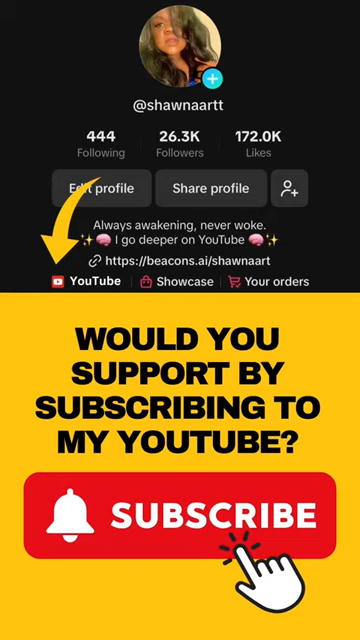 @shawnaartt
444 26.3K 172.0K
Following Followers Likes
Edit profile Share profile
Always awakening, never woke.
✨🧠 I go deeper on YouTube 🧠✨
https://beacons.ai/shawnaart
YouTube Showcase Your orders
WOULD YOU
SUPPORT BY
SUBSCRIBING TO
MY YOUTUBE?
SUBSCRIBE